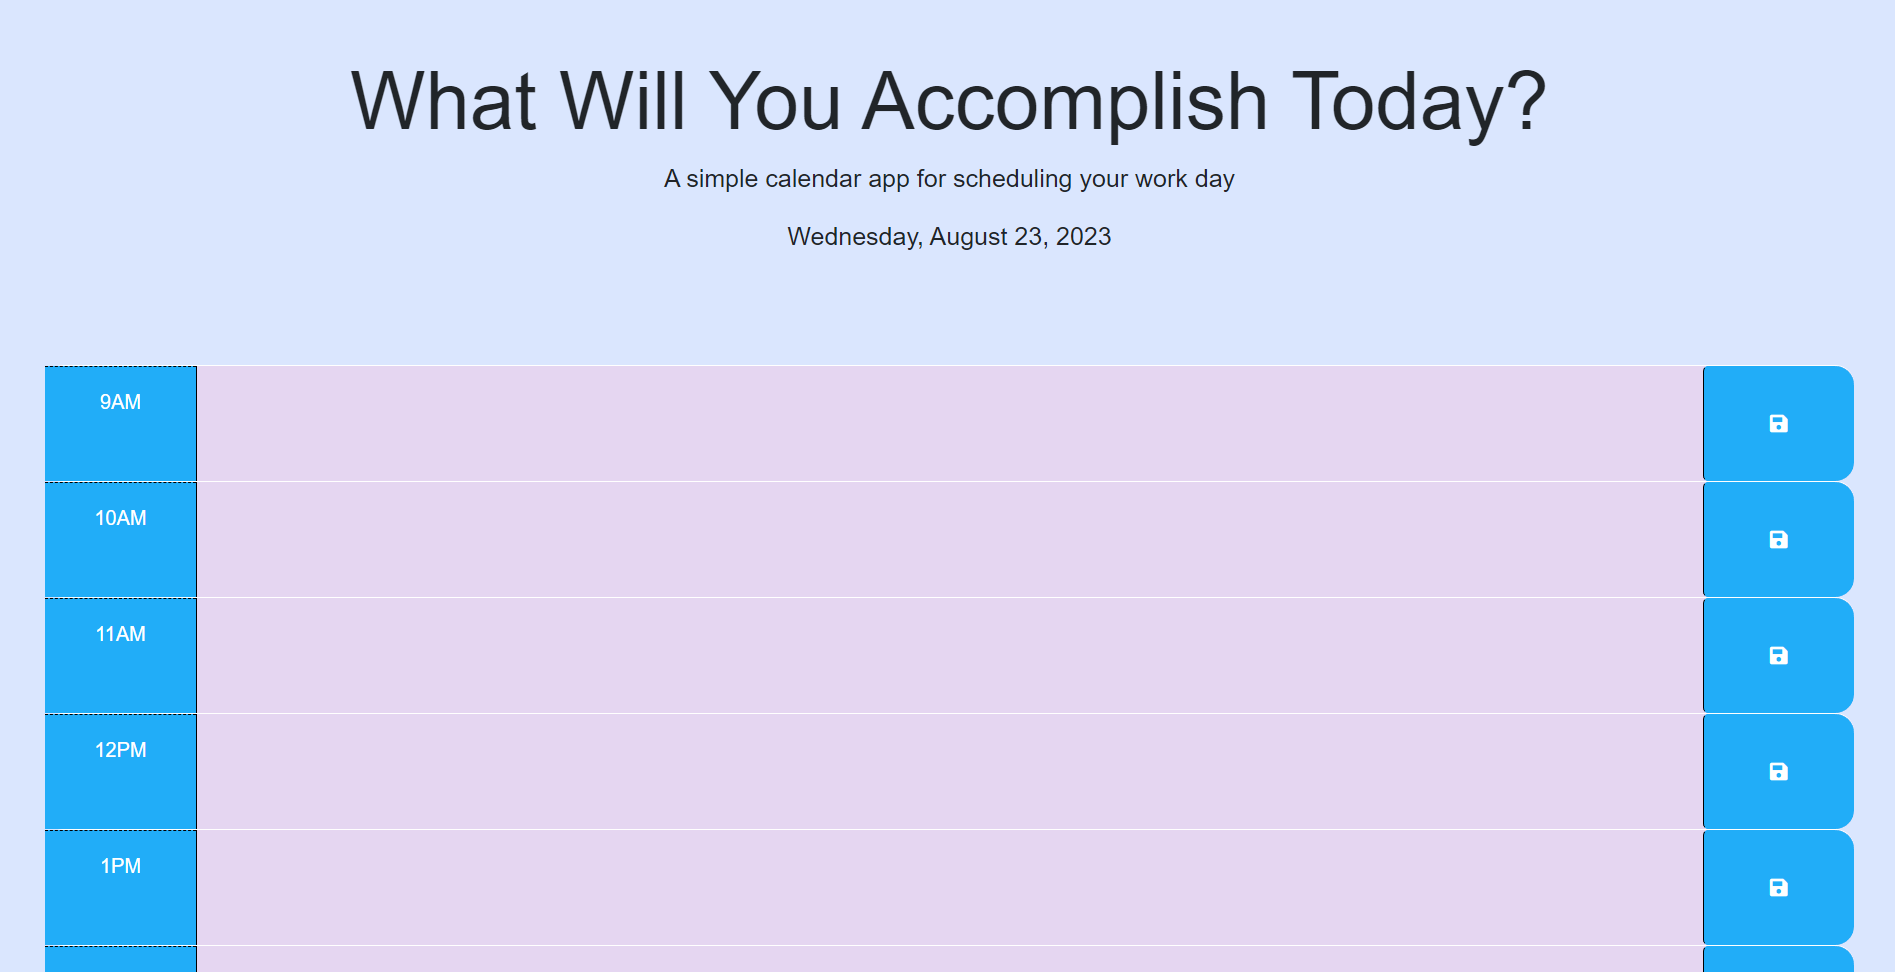 What Will You Accomplish Today?
A simple calendar app for scheduling your work day
Wednesday, August 23, 2023
9AM
10AM
11AM
12PM
1PM